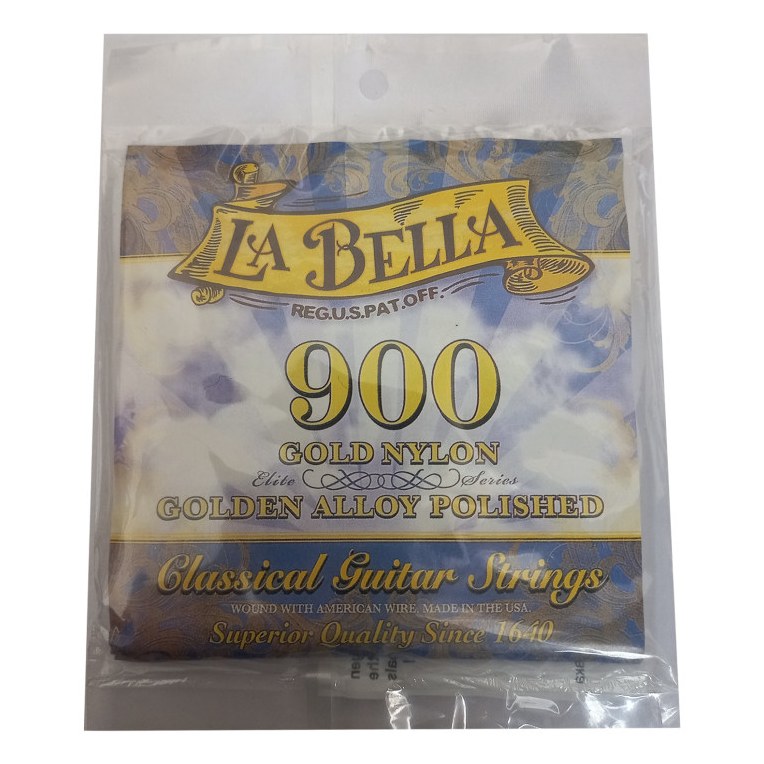 LA BELLA
REG.U.S.PAT.OFF.
900
GOLD NYLON
Elite Series
GOLDEN ALLOY POLISHED
Classical Guitar Strings
WOUND WITH AMERICAN WIRE. MADE IN THE USA.
Superior Quality Since 1640